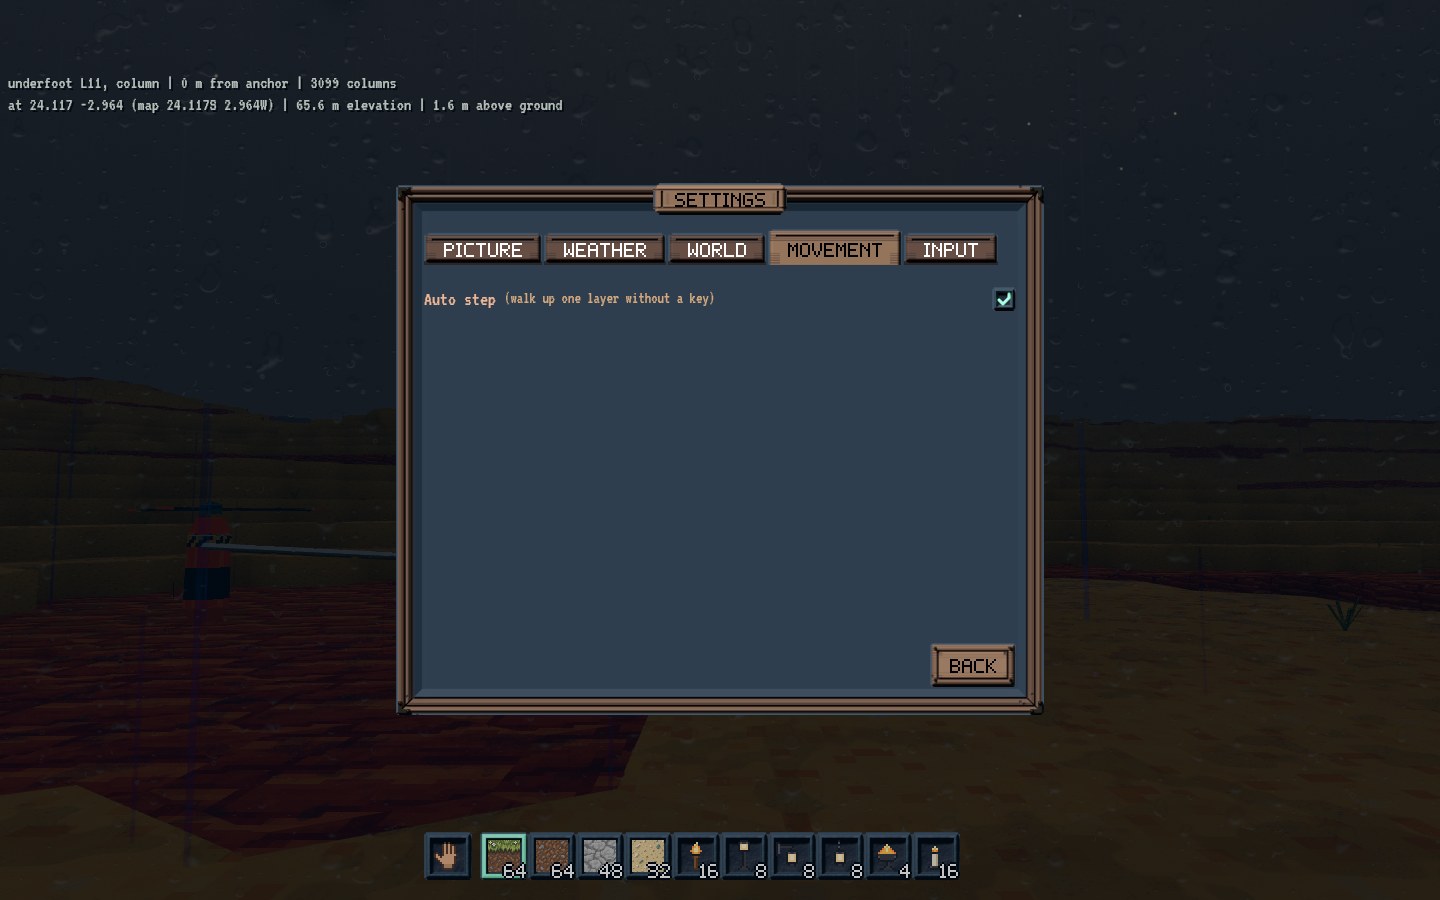 underfoot L11, column | 0 m from anchor | 3099 columns
at 24.117 -2.964 (map 24.117S 2.964W) | 65.6 m elevation | 1.6 m above ground
SETTINGS
PICTURE WEATHER WORLD MOVEMENT INPUT
Auto step (walk up one layer without a key)
BACK
64 64 48 32 16 8 8 8 4 16